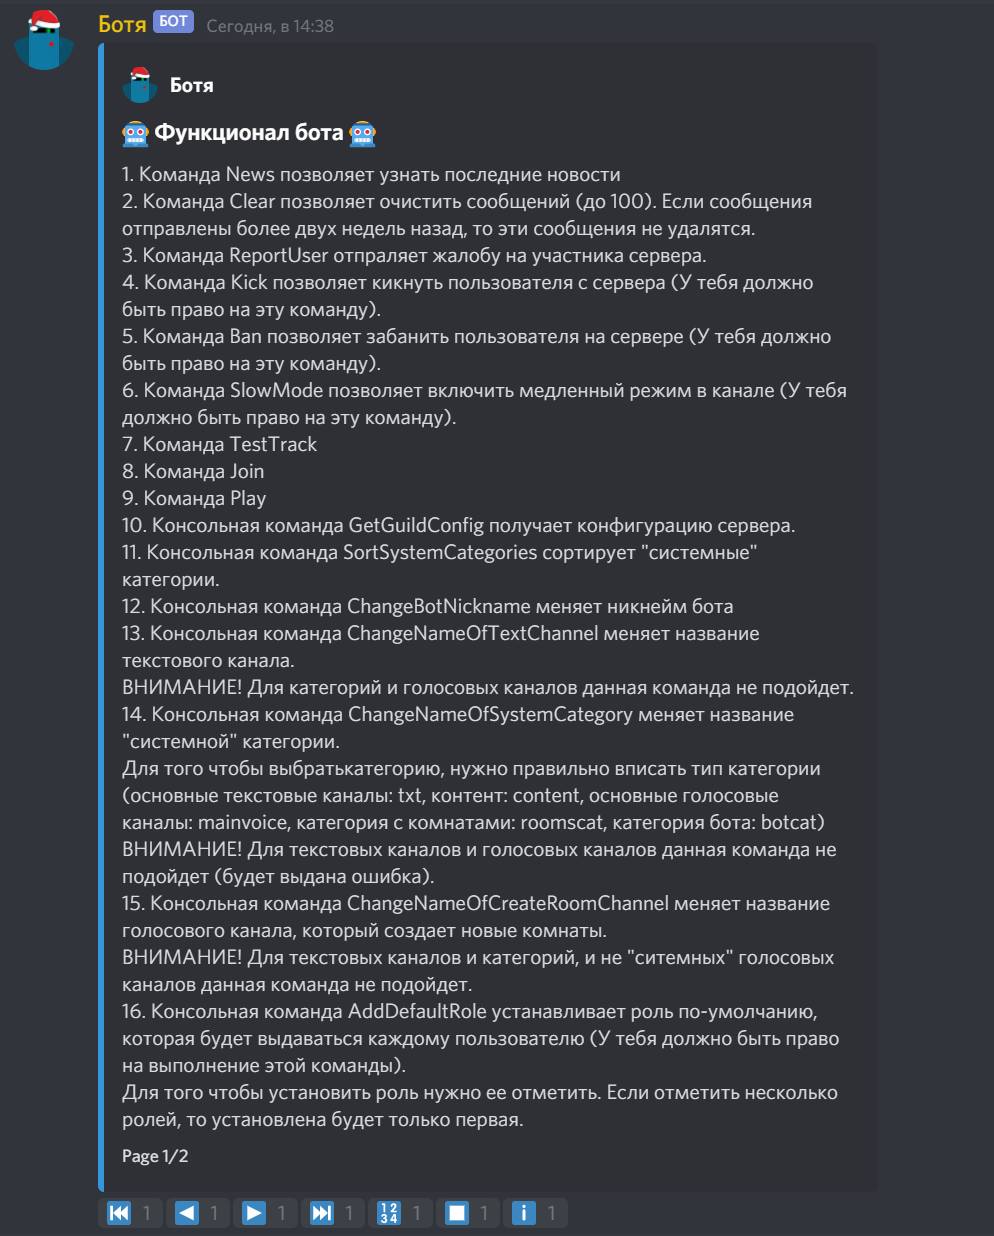 Ботя БОТ Сегодня, в 14:38
Ботя
Функционал бота
1. Команда News позволяет узнать последние новости
2. Команда Clear позволяет очистить сообщений (до 100). Если сообщения
отправлены более двух недель назад, то эти сообщения не удалятся.
3. Команда ReportUser отпраляет жалобу на участника сервера.
4. Команда Kick позволяет кикнуть пользователя с сервера (У тебя должно
быть право на эту команду).
5. Команда Ban позволяет забанить пользователя на сервере (У тебя должно
быть право на эту команду).
6. Команда SlowMode позволяет включить медленный режим в канале (У тебя
должно быть право на эту команду).
7. Команда TestTrack
8. Команда Join
9. Команда Play
10. Консольная команда GetGuildConfig получает конфигурацию сервера.
11. Консольная команда SortSystemCategories сортирует "системные"
категории.
12. Консольная команда ChangeBotNickname меняет никнейм бота
13. Консольная команда ChangeNameOfTextChannel меняет название
текстового канала.
ВНИМАНИЕ! Для категорий и голосовых каналов данная команда не подойдет.
14. Консольная команда ChangeNameOfSystemCategory меняет название
"системной" категории.
Для того чтобы выбратькатегорию, нужно правильно вписать тип категории
(основные текстовые каналы: txt, контент: content, основные голосовые
каналы: mainvoice, категория с комнатами: roomscat, категория бота: botcat)
ВНИМАНИЕ! Для текстовых каналов и голосовых каналов данная команда не
подойдет (будет выдана ошибка).
15. Консольная команда ChangeNameOfCreateRoomChannel меняет название
голосового канала, который создает новые комнаты.
ВНИМАНИЕ! Для текстовых каналов и категорий, и не "ситемных" голосовых
каналов данная команда не подойдет.
16. Консольная команда AddDefaultRole устанавливает роль по-умолчанию,
которая будет выдаваться каждому пользователю (У тебя должно быть право
на выполнение этой команды).
Для того чтобы установить роль нужно ее отметить. Если отметить несколько
ролей, то установлена будет только первая.
Page 1/2
1 1 1 1 1234 1 1 i 1